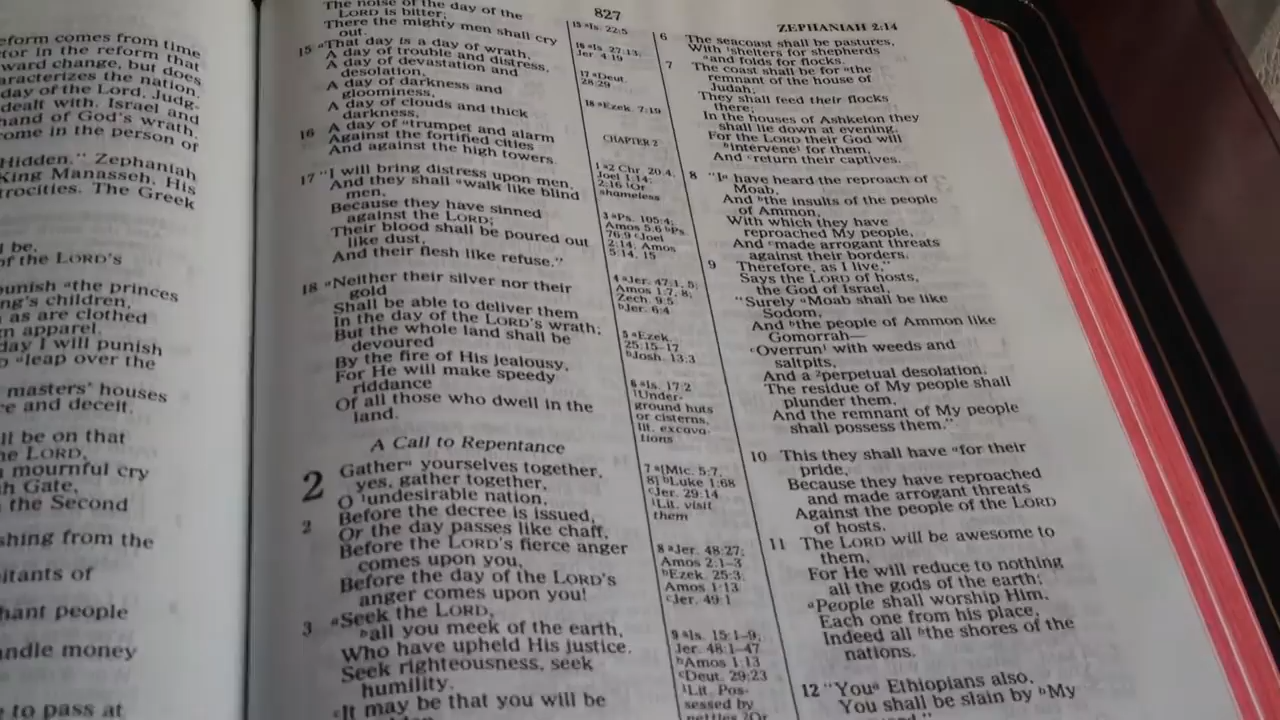 eform comes from time
tor in the reform that
ward change, but does
aracterizes the nation.
day of the Lord. Judg-
dealt with. Israel and
hand of God's wrath,
ome in the person of
Hidden." Zephaniah
King Manasseh. His
trocities. The Greek
l be.
of the LORD'S
punish ᵃthe princes
ng's children,
as are clothed
n apparel.
day I will punish
ᵃleap over the
masters' houses
re and deceit.
ll be on that
he LORD,
mournful cry
h Gate,
the Second
shing from the
itants of
hant people
andle money
e to pass at
827
ZEPHANIAH 2:14
The noise of the day of the
LORD is bitter;
There the mighty men shall cry
out.
15 ᵃThat day is a day of wrath,
A day of trouble and distress,
A day of devastation and
desolation,
A day of darkness and
gloominess,
A day of clouds and thick
darkness,
16 A day of ᵃtrumpet and alarm
Against the fortified cities
And against the high towers.
17 "I will bring distress upon men,
And they shall ᵃwalk like blind
men,
Because they have sinned
against the LORD;
Their blood shall be poured out
like dust,
And their flesh like refuse."
18 ᵃNeither their silver nor their
gold
Shall be able to deliver them
In the day of the LORD'S wrath;
But the whole land shall be
devoured
By the fire of His jealousy,
For He will make speedy
riddance
Of all those who dwell in the
land.
A Call to Repentance
2 Gatherᵃ yourselves together,
yes, gather together,
O ¹undesirable nation,
2 Before the decree is issued,
Or the day passes like chaff,
Before the LORD'S fierce anger
comes upon you,
Before the day of the LORD'S
anger comes upon you!
3 ᵃSeek the LORD,
ᵇall you meek of the earth,
Who have upheld His justice.
Seek righteousness, seek
humility.
ᶜIt may be that you will be
15 ᵃIs. 22:5
16 ᵃIs. 27:13;
Jer. 4:19
17 ᵃDeut.
28:29
18 ᵃEzek. 7:19
CHAPTER 2
1 ᵃ2 Chr. 20:4;
Joel 1:14;
2:16 ¹Or
shameless
3 ᵃPs. 105:4;
Amos 5:6 ᵇPs.
76:9 ᶜJoel
2:14; Amos
5:14, 15
4 ᵃJer. 47:1, 5;
Amos 1:7, 8;
Zech. 9:5
ᵇJer. 6:4
5 ᵃEzek.
25:15–17
ᵇJosh. 13:3
6 ᵃIs. 17:2
¹Under-
ground huts
or cisterns,
lit. excava-
tions
7 ᵃ[Mic. 5:7,
8] ᵇLuke 1:68
ᶜJer. 29:14
¹Lit. visit
them
8 ᵃJer. 48:27;
Amos 2:1–3
ᵇEzek. 25:3;
Amos 1:13
ᶜJer. 49:1
9 ᵃIs. 15:1–9;
Jer. 48:1–47
ᵇAmos 1:13
ᶜDeut. 29:23
¹Lit. Pos-
sessed by
nettles ²Or
6 The seacoast shall be pastures,
With ¹shelters for shepherds
ᵃand folds for flocks.
7 The coast shall be for ᵃthe
remnant of the house of
Judah;
They shall feed their flocks
there;
In the houses of Ashkelon they
shall lie down at evening.
For the LORD their God will
ᵇintervene¹ for them,
And ᶜreturn their captives.
8 "Iᵃ have heard the reproach of
Moab,
And ᵇthe insults of the people
of Ammon,
With which they have
reproached My people,
And ᶜmade arrogant threats
against their borders.
9 Therefore, as I live,"
Says the LORD of hosts,
the God of Israel,
"Surely ᵃMoab shall be like
Sodom,
And ᵇthe people of Ammon like
Gomorrah—
ᶜOverrun¹ with weeds and
saltpits,
And a ²perpetual desolation.
The residue of My people shall
plunder them,
And the remnant of My people
shall possess them."
10 This they shall have ᵃfor their
pride,
Because they have reproached
and made arrogant threats
Against the people of the LORD
of hosts.
11 The LORD will be awesome to
them,
For He will reduce to nothing
all the gods of the earth;
ᵃPeople shall worship Him,
Each one from his place,
Indeed all ᵇthe shores of the
nations.
12 "Youᵃ Ethiopians also,
You shall be slain by ᵇMy